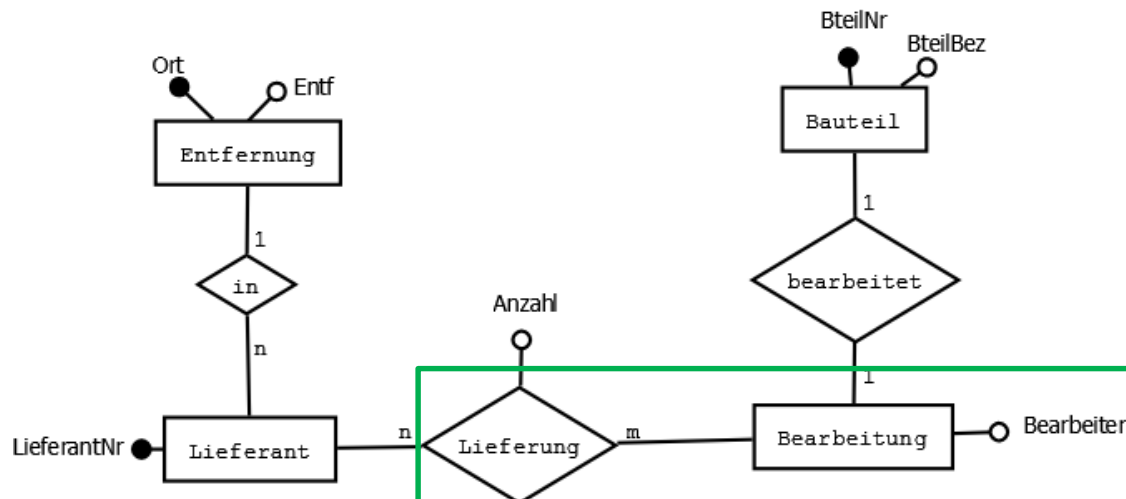 BteilNr
BteilBez
Ort
Entf
Bauteil
Entfernung
1
1
in
bearbeitet
Anzahl
n
1
Bearbeiter
LieferantNr
Lieferant
n
Lieferung
m
Bearbeitung